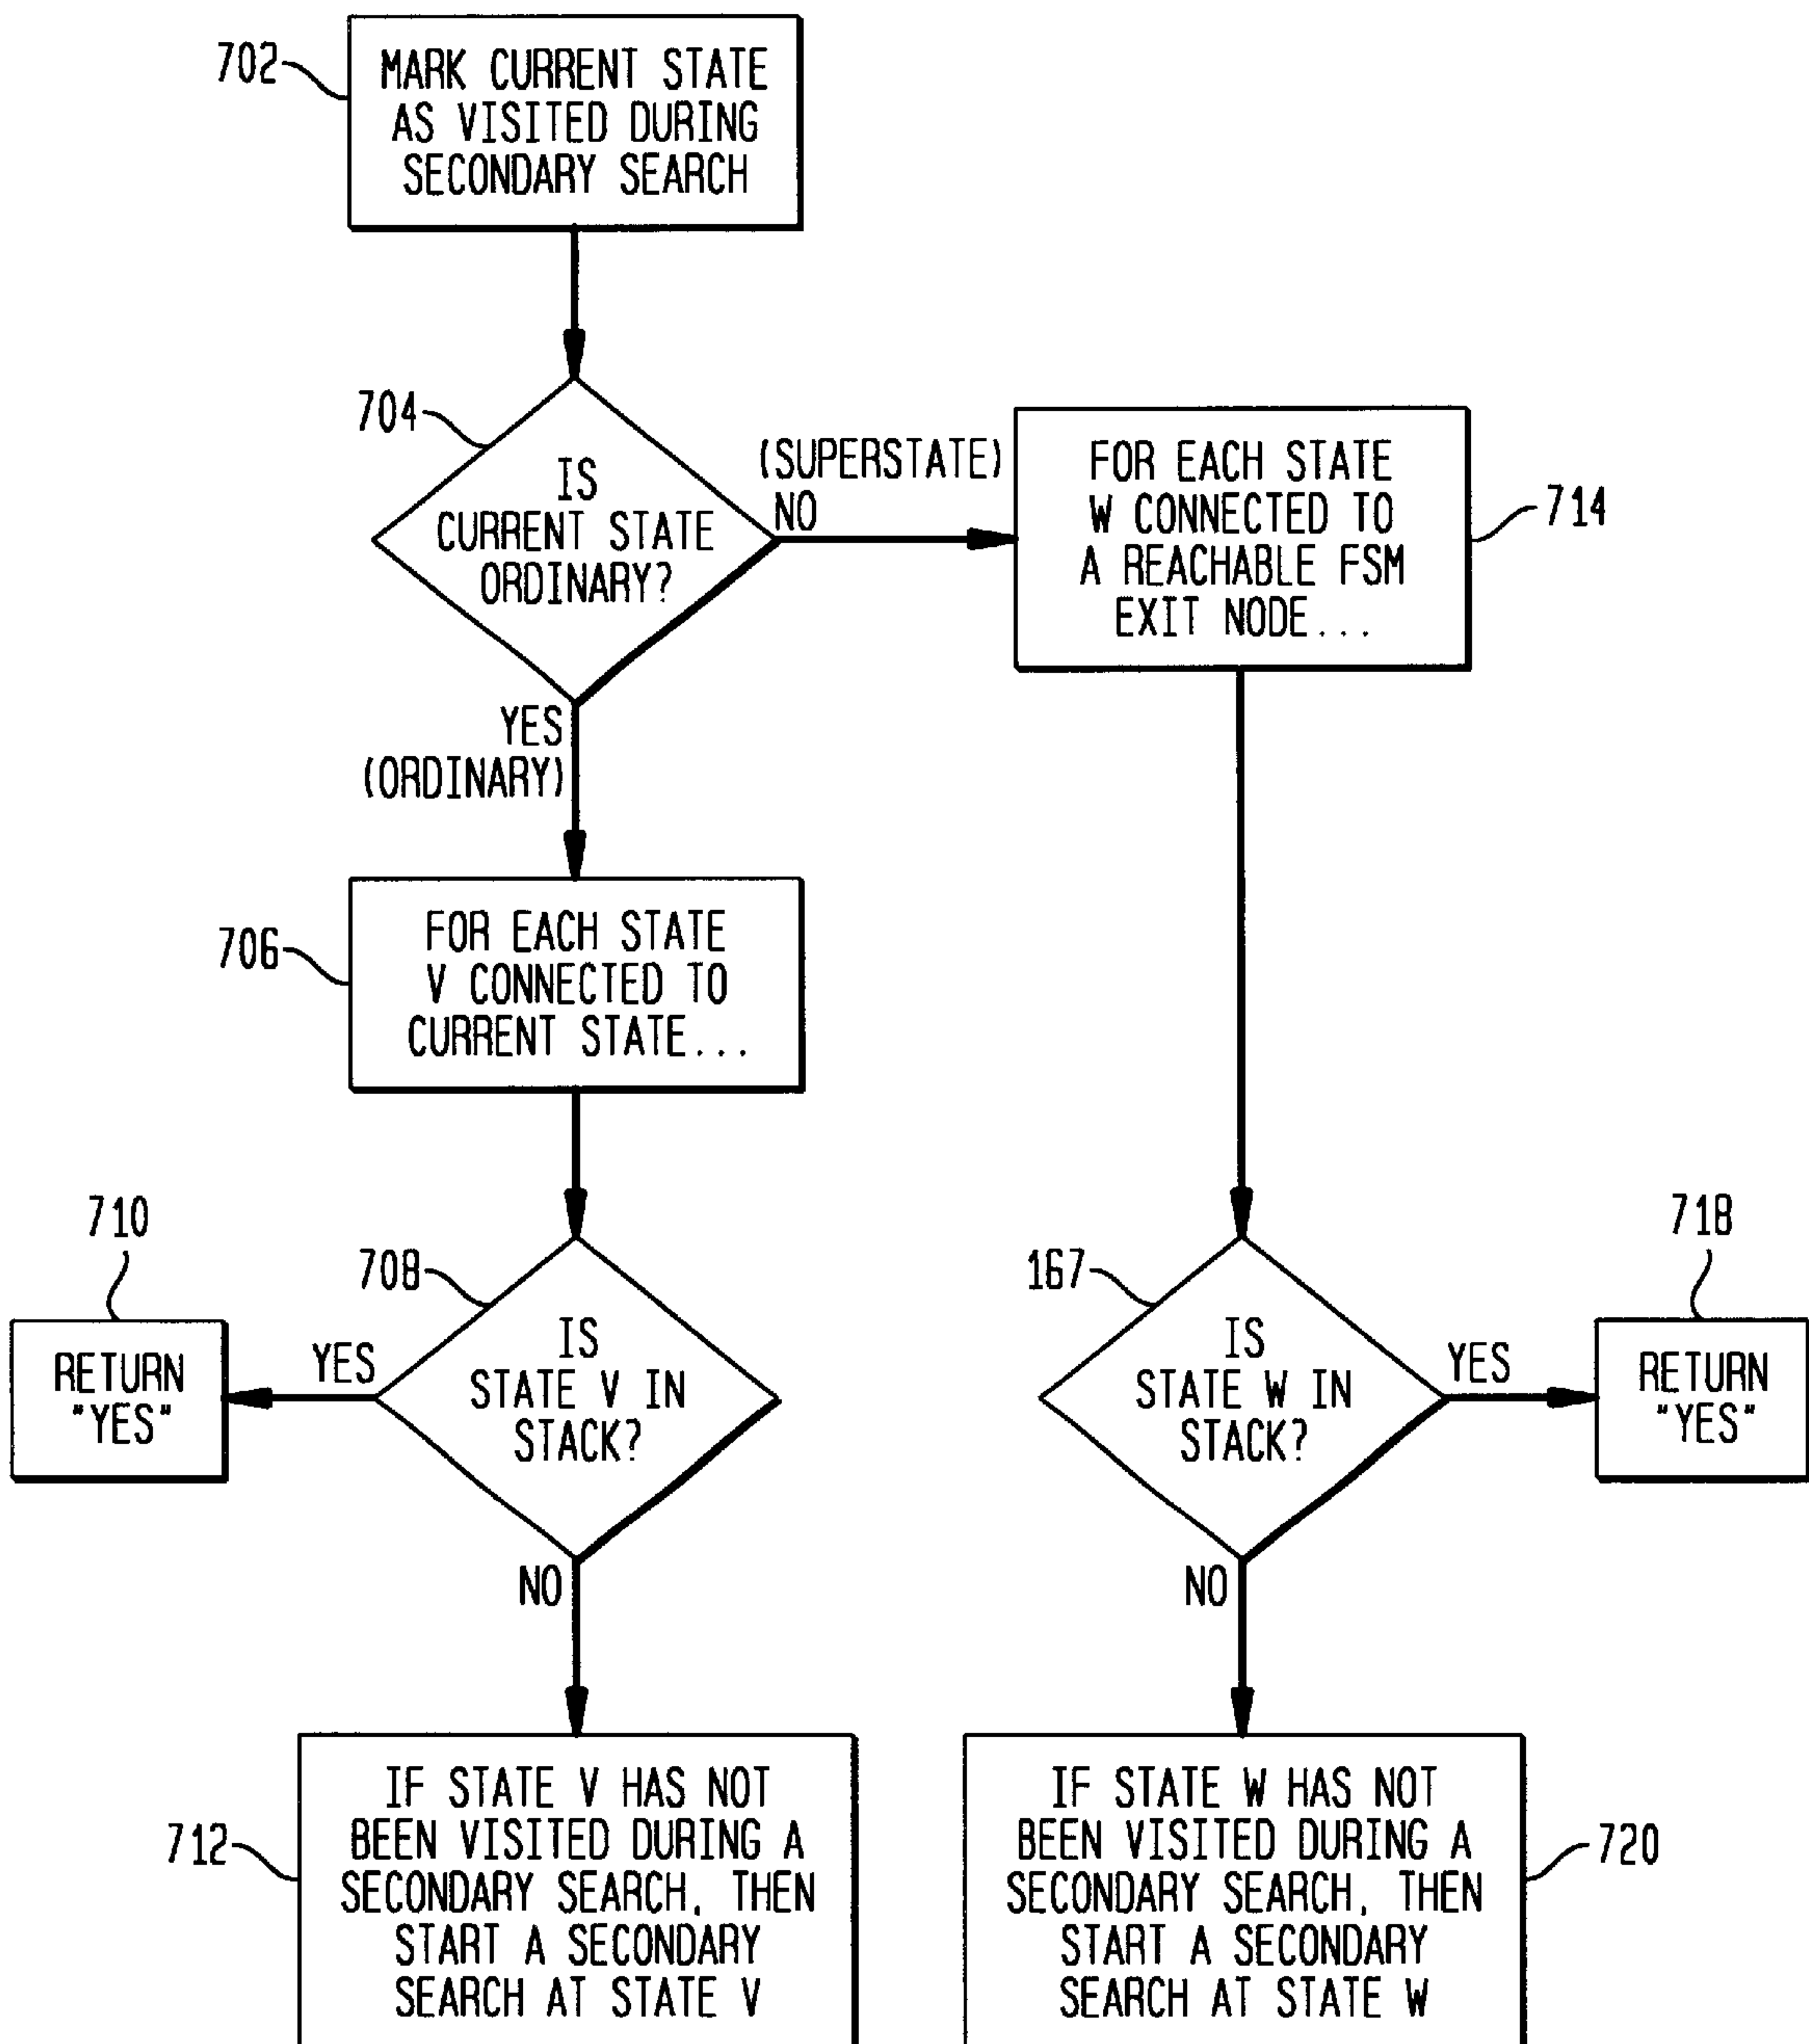 702
MARK CURRENT STATE
AS VISITED DURING
SECONDARY SEARCH
704
IS
CURRENT STATE
ORDINARY?
(SUPERSTATE)
NO
FOR EACH STATE
W CONNECTED TO
A REACHABLE FSM
EXIT NODE...
714
YES
(ORDINARY)
706
FOR EACH STATE
V CONNECTED TO
CURRENT STATE...
710
RETURN
"YES"
YES
708
IS
STATE V IN
STACK?
NO
167
IS
STATE W IN
STACK?
YES
718
RETURN
"YES"
NO
712
IF STATE V HAS NOT
BEEN VISITED DURING A
SECONDARY SEARCH, THEN
START A SECONDARY
SEARCH AT STATE V
IF STATE W HAS NOT
BEEN VISITED DURING A
SECONDARY SEARCH, THEN
START A SECONDARY
SEARCH AT STATE W
720